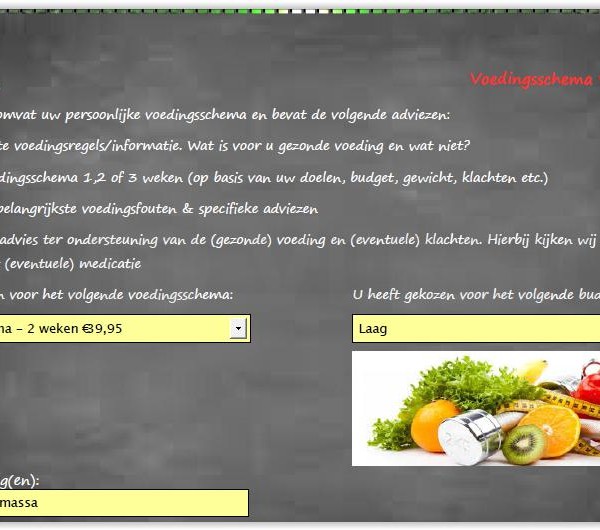 Voedingsschema
omvat uw persoonlijke voedingsschema en bevat de volgende adviezen:
te voedingsregels/informatie. Wat is voor u gezonde voeding en wat niet?
dingsschema 1,2 of 3 weken (op basis van uw doelen, budget, gewicht, klachten etc.)
belangrijkste voedingsfouten & specifieke adviezen
advies ter ondersteuning van de (gezonde) voeding en (eventuele) klachten. Hierbij kijken wij
(eventuele) medicatie
n voor het volgende voedingsschema:
U heeft gekozen voor het volgende bud
ma - 2 weken €39,95
Laag
g(en):
massa